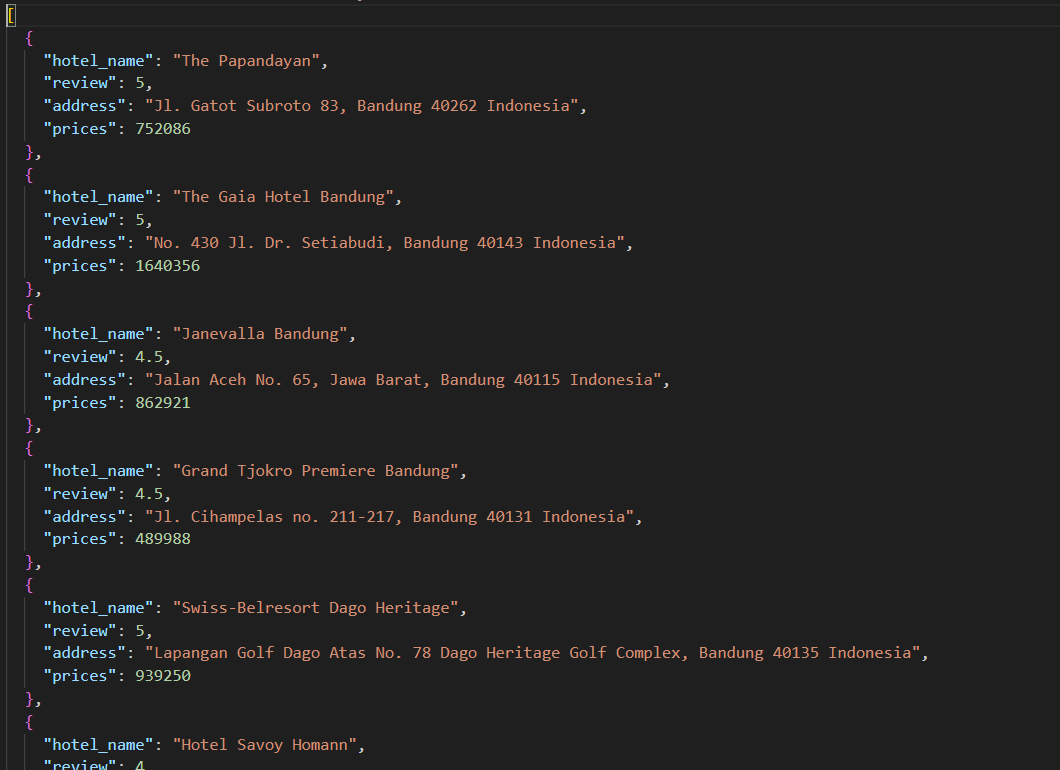 [
{
"hotel_name": "The Papandayan",
"review": 5,
"address": "Jl. Gatot Subroto 83, Bandung 40262 Indonesia",
"prices": 752086
},
{
"hotel_name": "The Gaia Hotel Bandung",
"review": 5,
"address": "No. 430 Jl. Dr. Setiabudi, Bandung 40143 Indonesia",
"prices": 1640356
},
{
"hotel_name": "Janevalla Bandung",
"review": 4.5,
"address": "Jalan Aceh No. 65, Jawa Barat, Bandung 40115 Indonesia",
"prices": 862921
},
{
"hotel_name": "Grand Tjokro Premiere Bandung",
"review": 4.5,
"address": "Jl. Cihampelas no. 211-217, Bandung 40131 Indonesia",
"prices": 489988
},
{
"hotel_name": "Swiss-Belresort Dago Heritage",
"review": 5,
"address": "Lapangan Golf Dago Atas No. 78 Dago Heritage Golf Complex, Bandung 40135 Indonesia",
"prices": 939250
},
{
"hotel_name": "Hotel Savoy Homann",
"review": 4